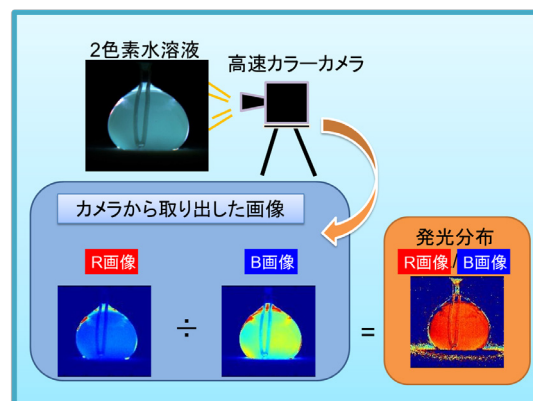 2色素水溶液
高速カラーカメラ
カメラから取り出した画像
R画像
B画像
÷
=
発光分布
R画像/B画像